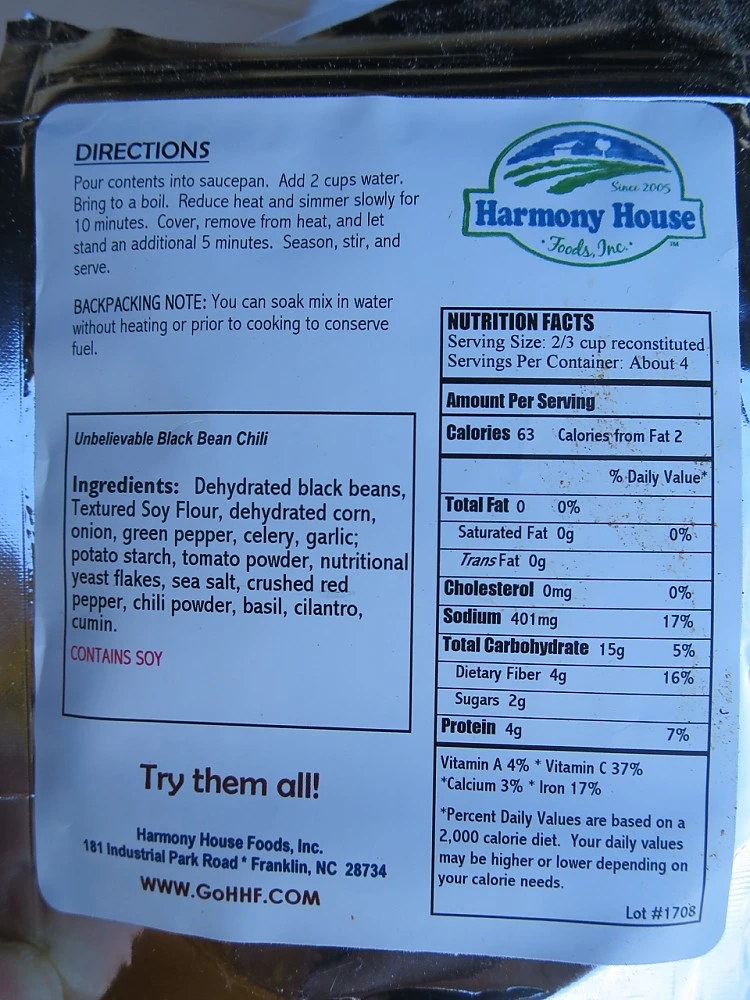 DIRECTIONS
Pour contents into saucepan. Add 2 cups water.
Bring to a boil. Reduce heat and simmer slowly for
10 minutes. Cover, remove from heat, and let
stand an additional 5 minutes. Season, stir, and
serve.
BACKPACKING NOTE: You can soak mix in water
without heating or prior to cooking to conserve
fuel.
Since 2005
Harmony House
Foods, Inc.
TM
Unbelievable Black Bean Chili
Ingredients: Dehydrated black beans,
Textured Soy Flour, dehydrated corn,
onion, green pepper, celery, garlic;
potato starch, tomato powder, nutritional
yeast flakes, sea salt, crushed red
pepper, chili powder, basil, cilantro,
cumin.
CONTAINS SOY
Try them all!
Harmony House Foods, Inc.
181 Industrial Park Road * Franklin, NC 28734
WWW.GOHHF.COM
NUTRITION FACTS
Serving Size: 2/3 cup reconstituted
Servings Per Container: About 4
Amount Per Serving
Calories 63 Calories from Fat 2
% Daily Value*
Total Fat 0 0%
Saturated Fat 0g 0%
Trans Fat 0g
Cholesterol 0mg 0%
Sodium 401mg 17%
Total Carbohydrate 15g 5%
Dietary Fiber 4g 16%
Sugars 2g
Protein 4g 7%
Vitamin A 4% * Vitamin C 37%
*Calcium 3% * Iron 17%
*Percent Daily Values are based on a
2,000 calorie diet. Your daily values
may be higher or lower depending on
your calorie needs.
Lot #1708